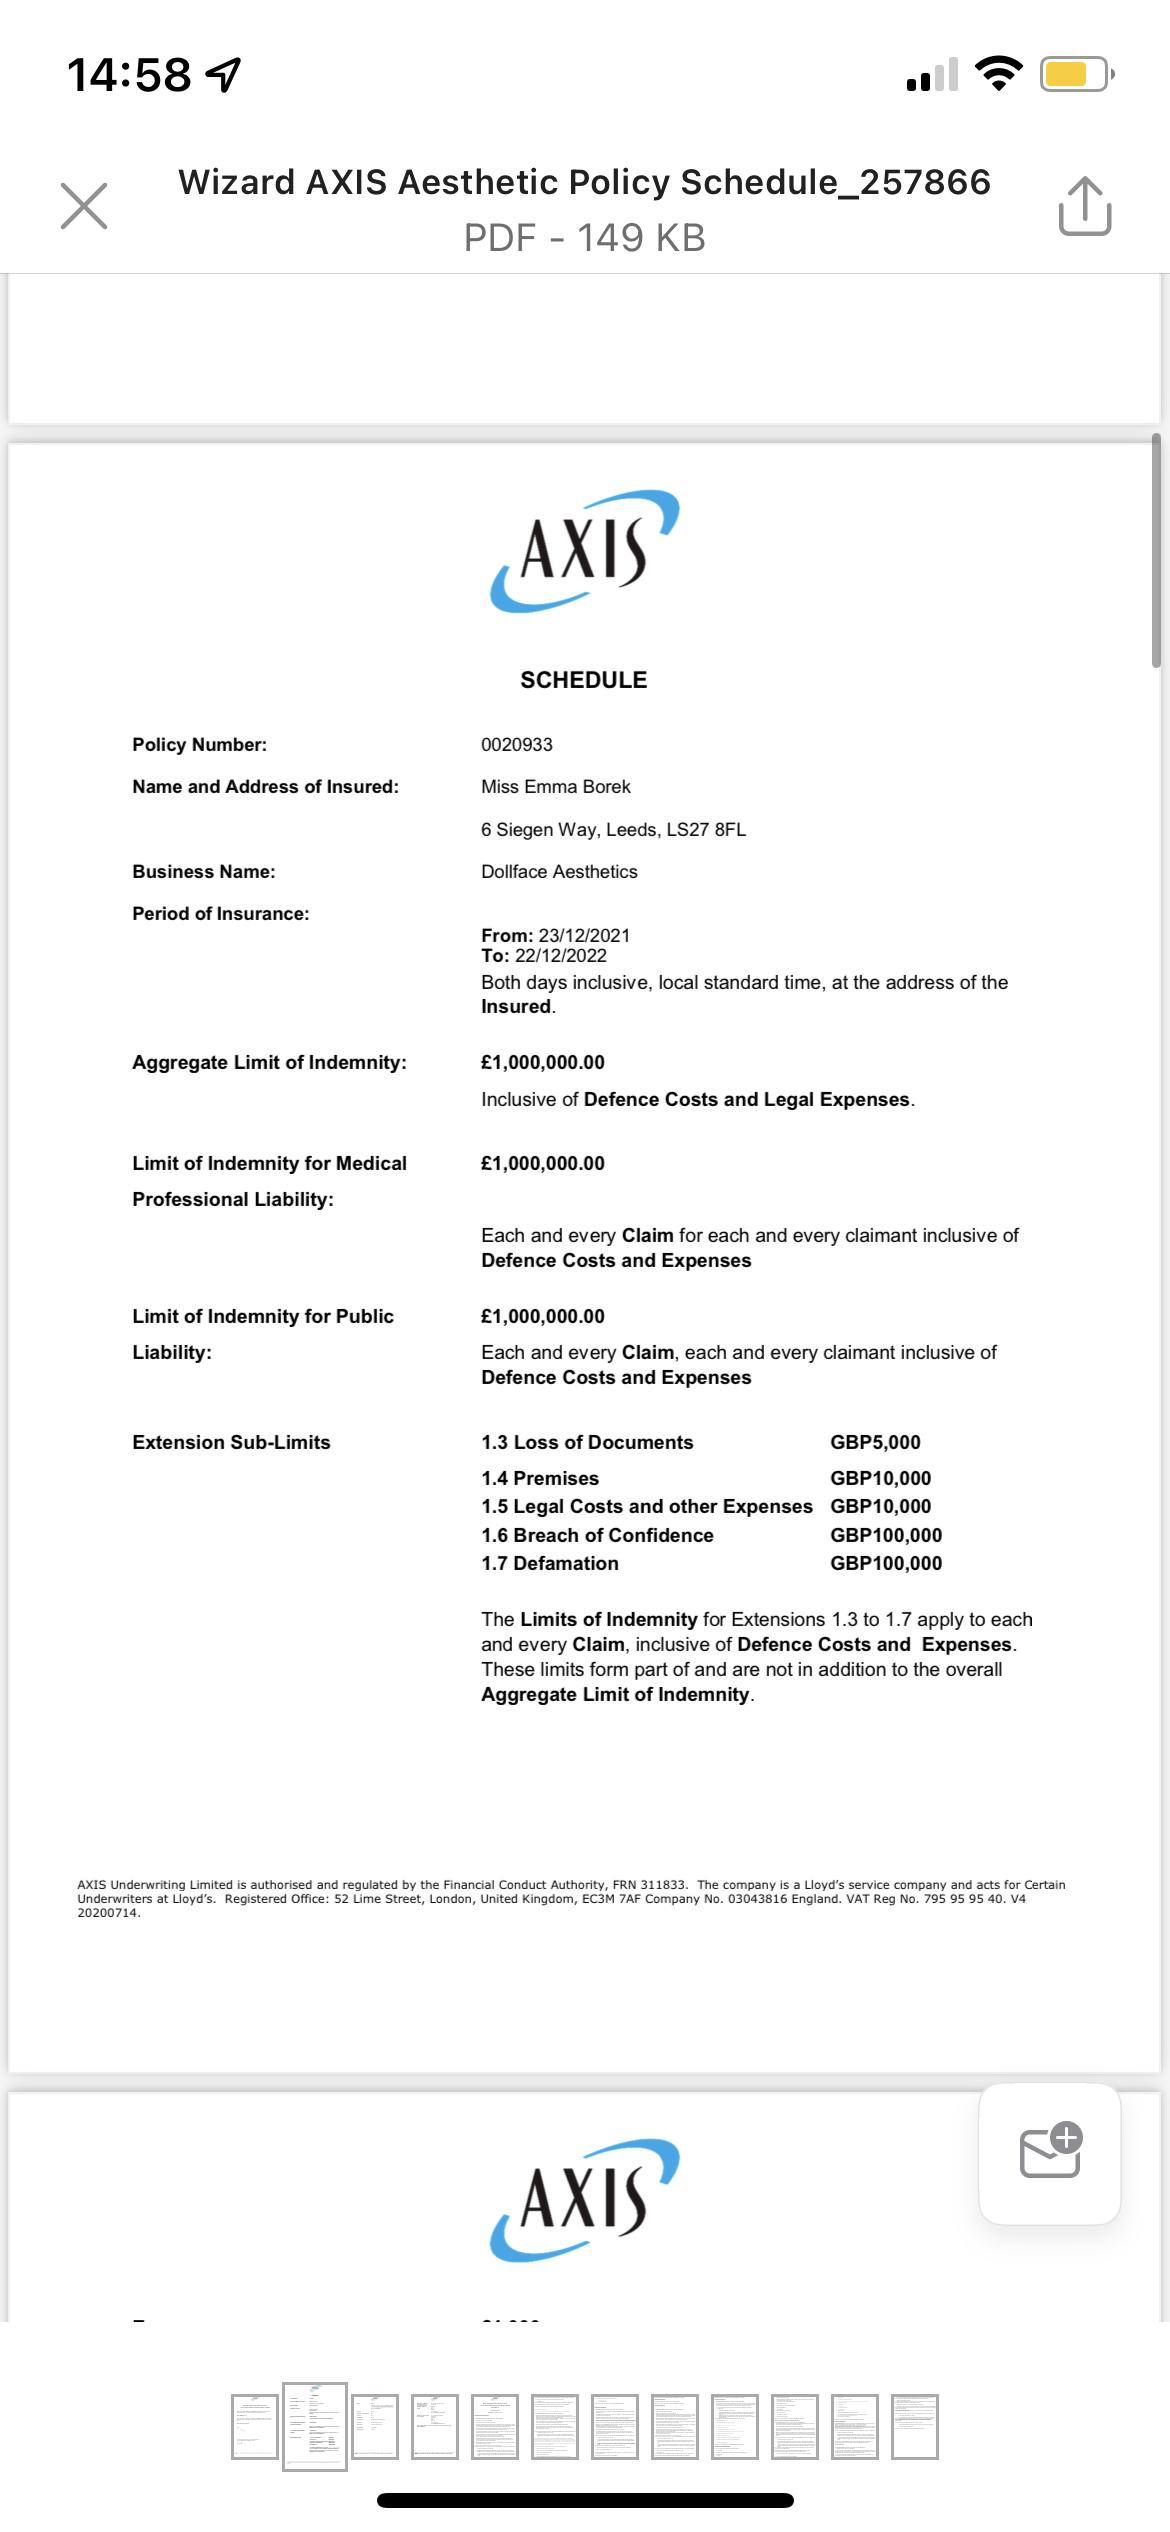 14:58
Wizard AXIS Aesthetic Policy Schedule_257866
PDF - 149 KB
AXIS
SCHEDULE
Policy Number: 0020933
Name and Address of Insured: Miss Emma Borek
6 Siegen Way, Leeds, LS27 8FL
Business Name: Dollface Aesthetics
Period of Insurance:
From: 23/12/2021
To: 22/12/2022
Both days inclusive, local standard time, at the address of the
Insured.
Aggregate Limit of Indemnity: £1,000,000.00
Inclusive of Defence Costs and Legal Expenses.
Limit of Indemnity for Medical £1,000,000.00
Professional Liability:
Each and every Claim for each and every claimant inclusive of
Defence Costs and Expenses
Limit of Indemnity for Public £1,000,000.00
Liability: Each and every Claim, each and every claimant inclusive of
Defence Costs and Expenses
Extension Sub-Limits 1.3 Loss of Documents GBP5,000
1.4 Premises GBP10,000
1.5 Legal Costs and other Expenses GBP10,000
1.6 Breach of Confidence GBP100,000
1.7 Defamation GBP100,000
The Limits of Indemnity for Extensions 1.3 to 1.7 apply to each
and every Claim, inclusive of Defence Costs and Expenses.
These limits form part of and are not in addition to the overall
Aggregate Limit of Indemnity.
AXIS Underwriting Limited is authorised and regulated by the Financial Conduct Authority, FRN 311833. The company is a Lloyd's service company and acts for Certain
Underwriters at Lloyd's. Registered Office: 52 Lime Street, London, United Kingdom, EC3M 7AF Company No. 03043816 England. VAT Reg No. 795 95 95 40. V4
20200714.
AXIS